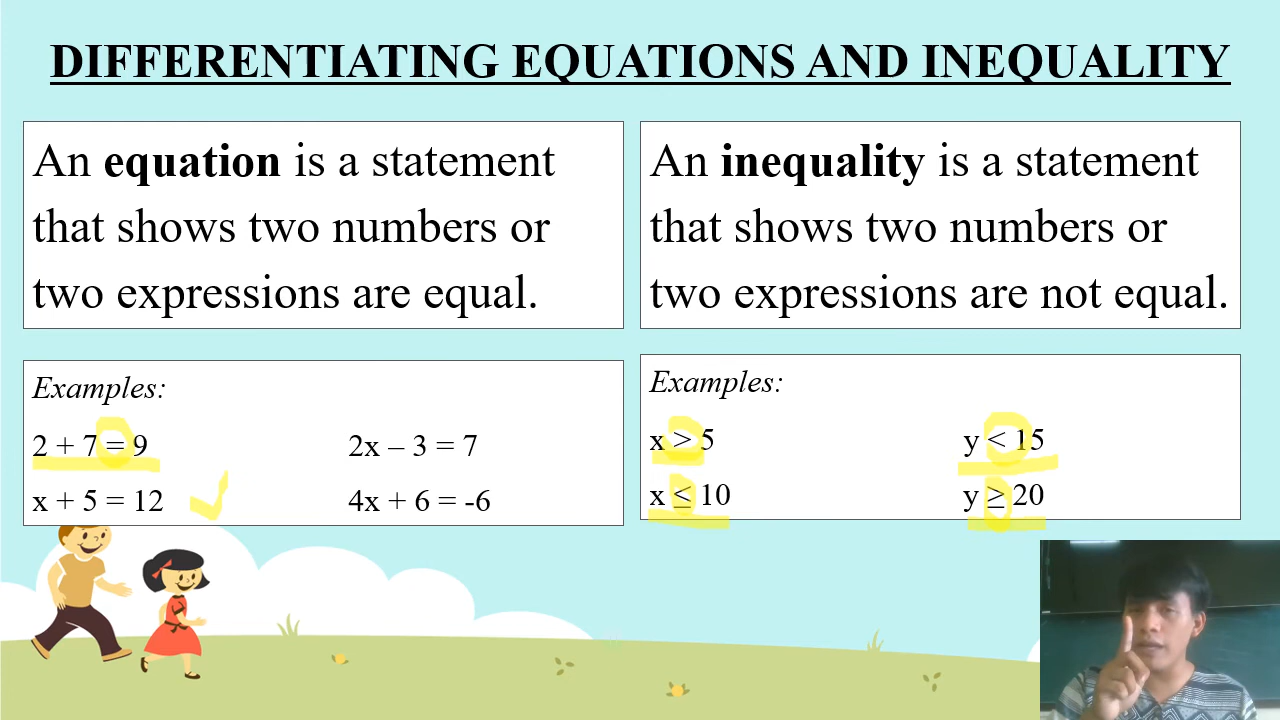 DIFFERENTIATING EQUATIONS AND INEQUALITY
An equation is a statement
that shows two numbers or
two expressions are equal.
Examples:
2 + 7 = 9 2x – 3 = 7
x + 5 = 12 4x + 6 = -6
An inequality is a statement
that shows two numbers or
two expressions are not equal.
Examples:
x > 5 y < 15
x ≤ 10 y ≥ 20